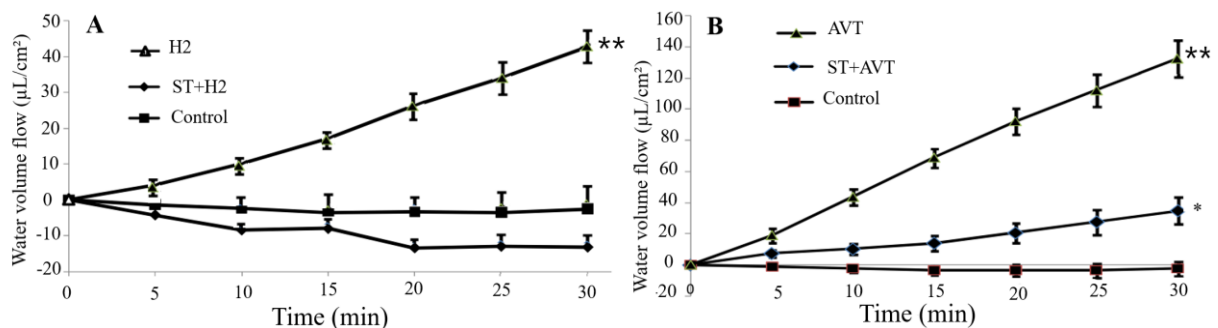 A
Water volume flow (µL/cm²)
50
40
30
20
10
0
-10
-20
H2
ST+H2
Control
**
0 5 10 15 20 25 30
Time (min)
B
Water volume flow (µL/cm²)
160
140
120
100
80
60
40
20
0
-20
AVT
ST+AVT
Control
**
*
0 5 10 15 20 25 30
Time (min)